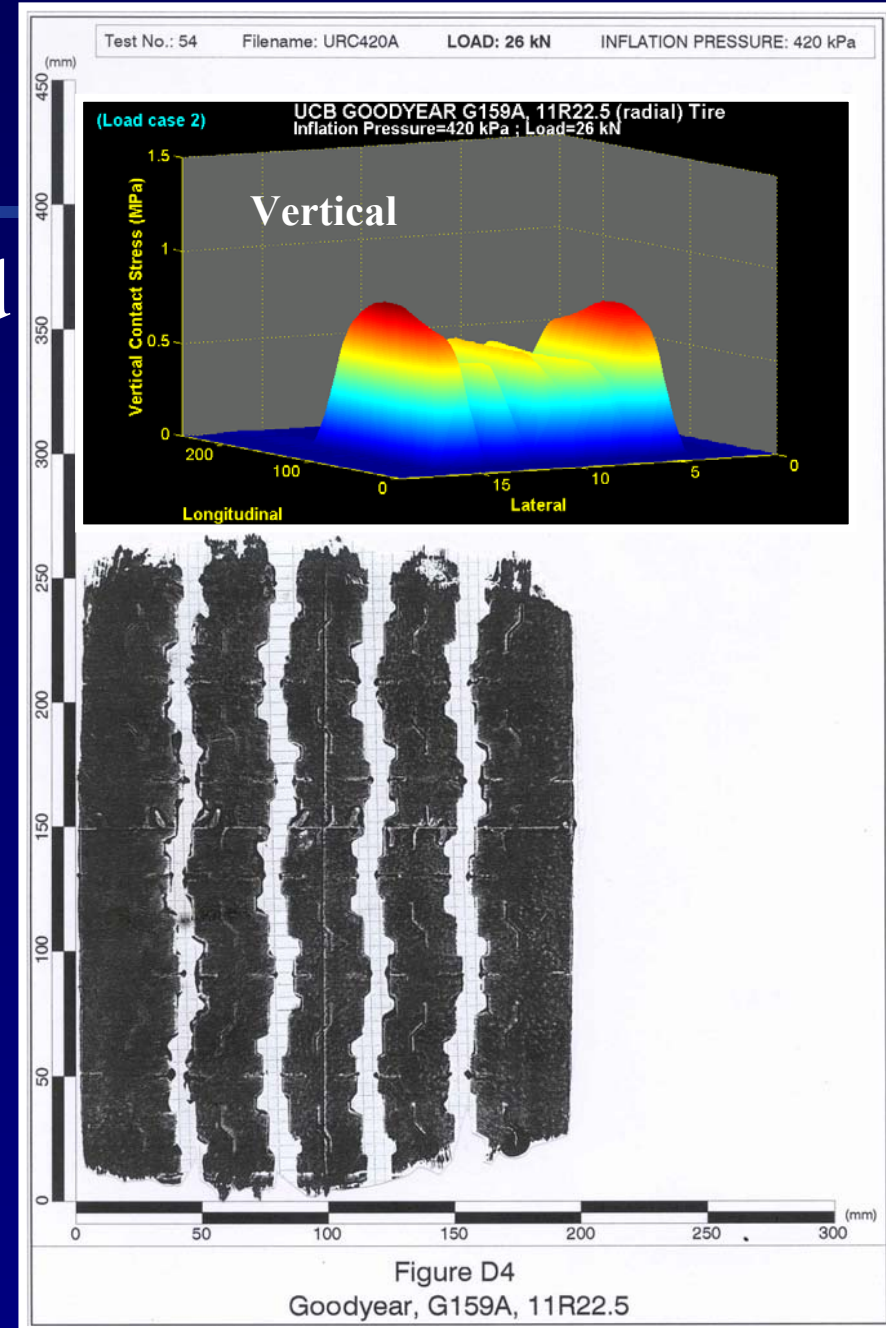 Test No.: 54 Filename: URC420A LOAD: 26 kN INFLATION PRESSURE: 420 kPa
(mm)
450
(Load case 2)
UCB GOODYEAR G159A, 11R22.5 (radial) Tire
Inflation Pressure=420 kPa ; Load=26 kN
Vertical
Vertical Contact Stress (MPa)
1.5
1
0.5
0
200
100
0
Longitudinal
15
10
5
0
Lateral
400
350
300
250
200
150
100
50
0
0 50 100 150 200 250 300
(mm)
Figure D4
Goodyear, G159A, 11R22.5